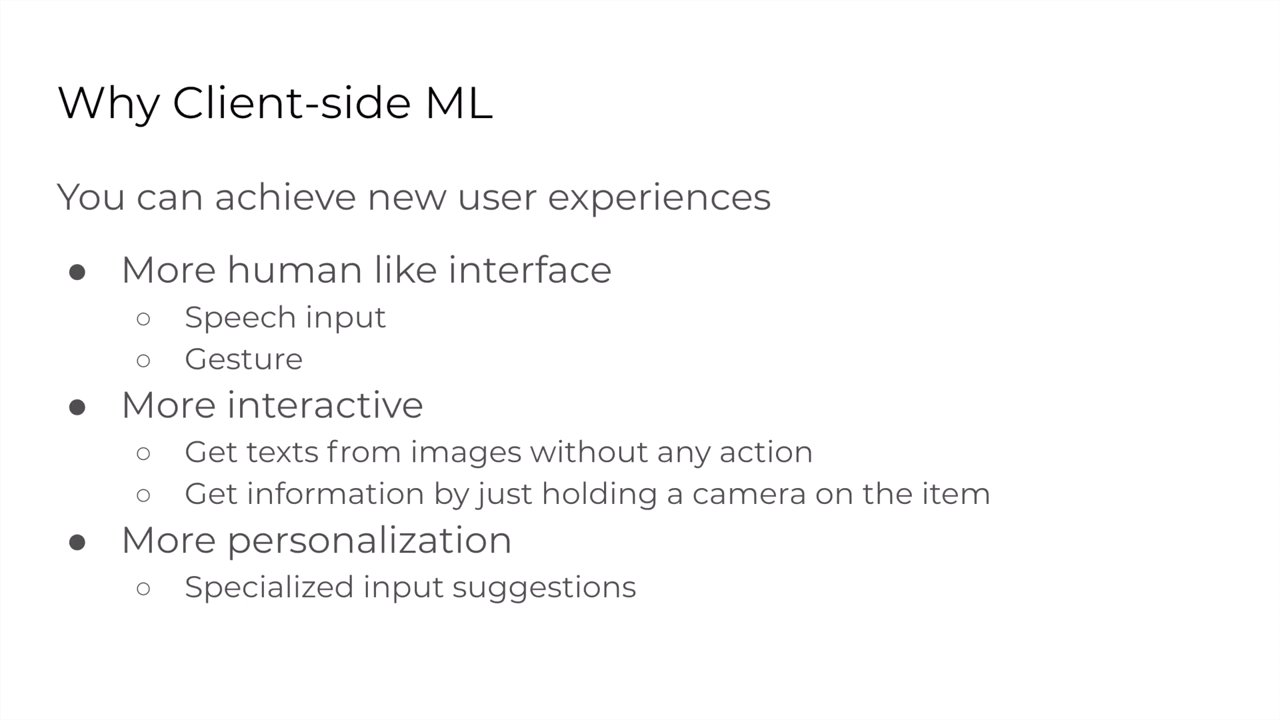 Why Client-side ML
You can achieve new user experiences
● More human like interface
○ Speech input
○ Gesture
● More interactive
○ Get texts from images without any action
○ Get information by just holding a camera on the item
● More personalization
○ Specialized input suggestions